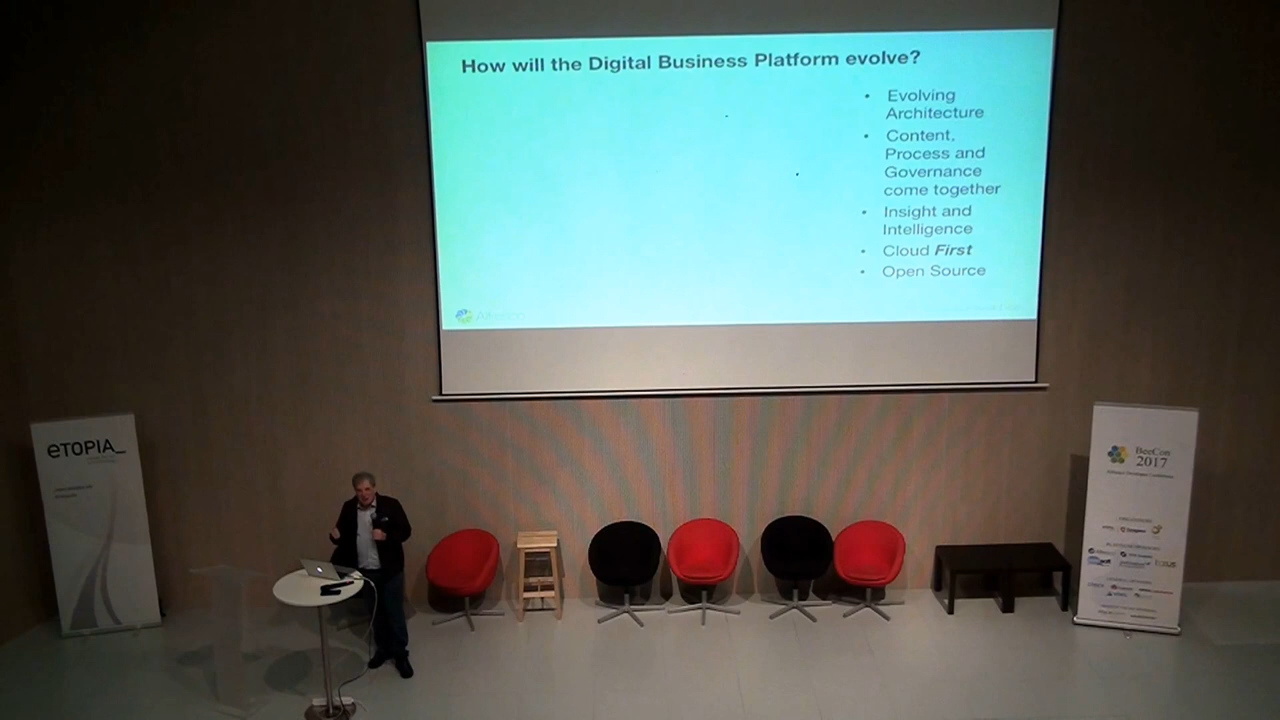 How will the Digital Business Platform evolve?
• Evolving
Architecture
• Content,
Process and
Governance
come together
• Insight and
Intelligence
• Cloud First
• Open Source
Alfresco
eTOPIA_
BeeCon
2017